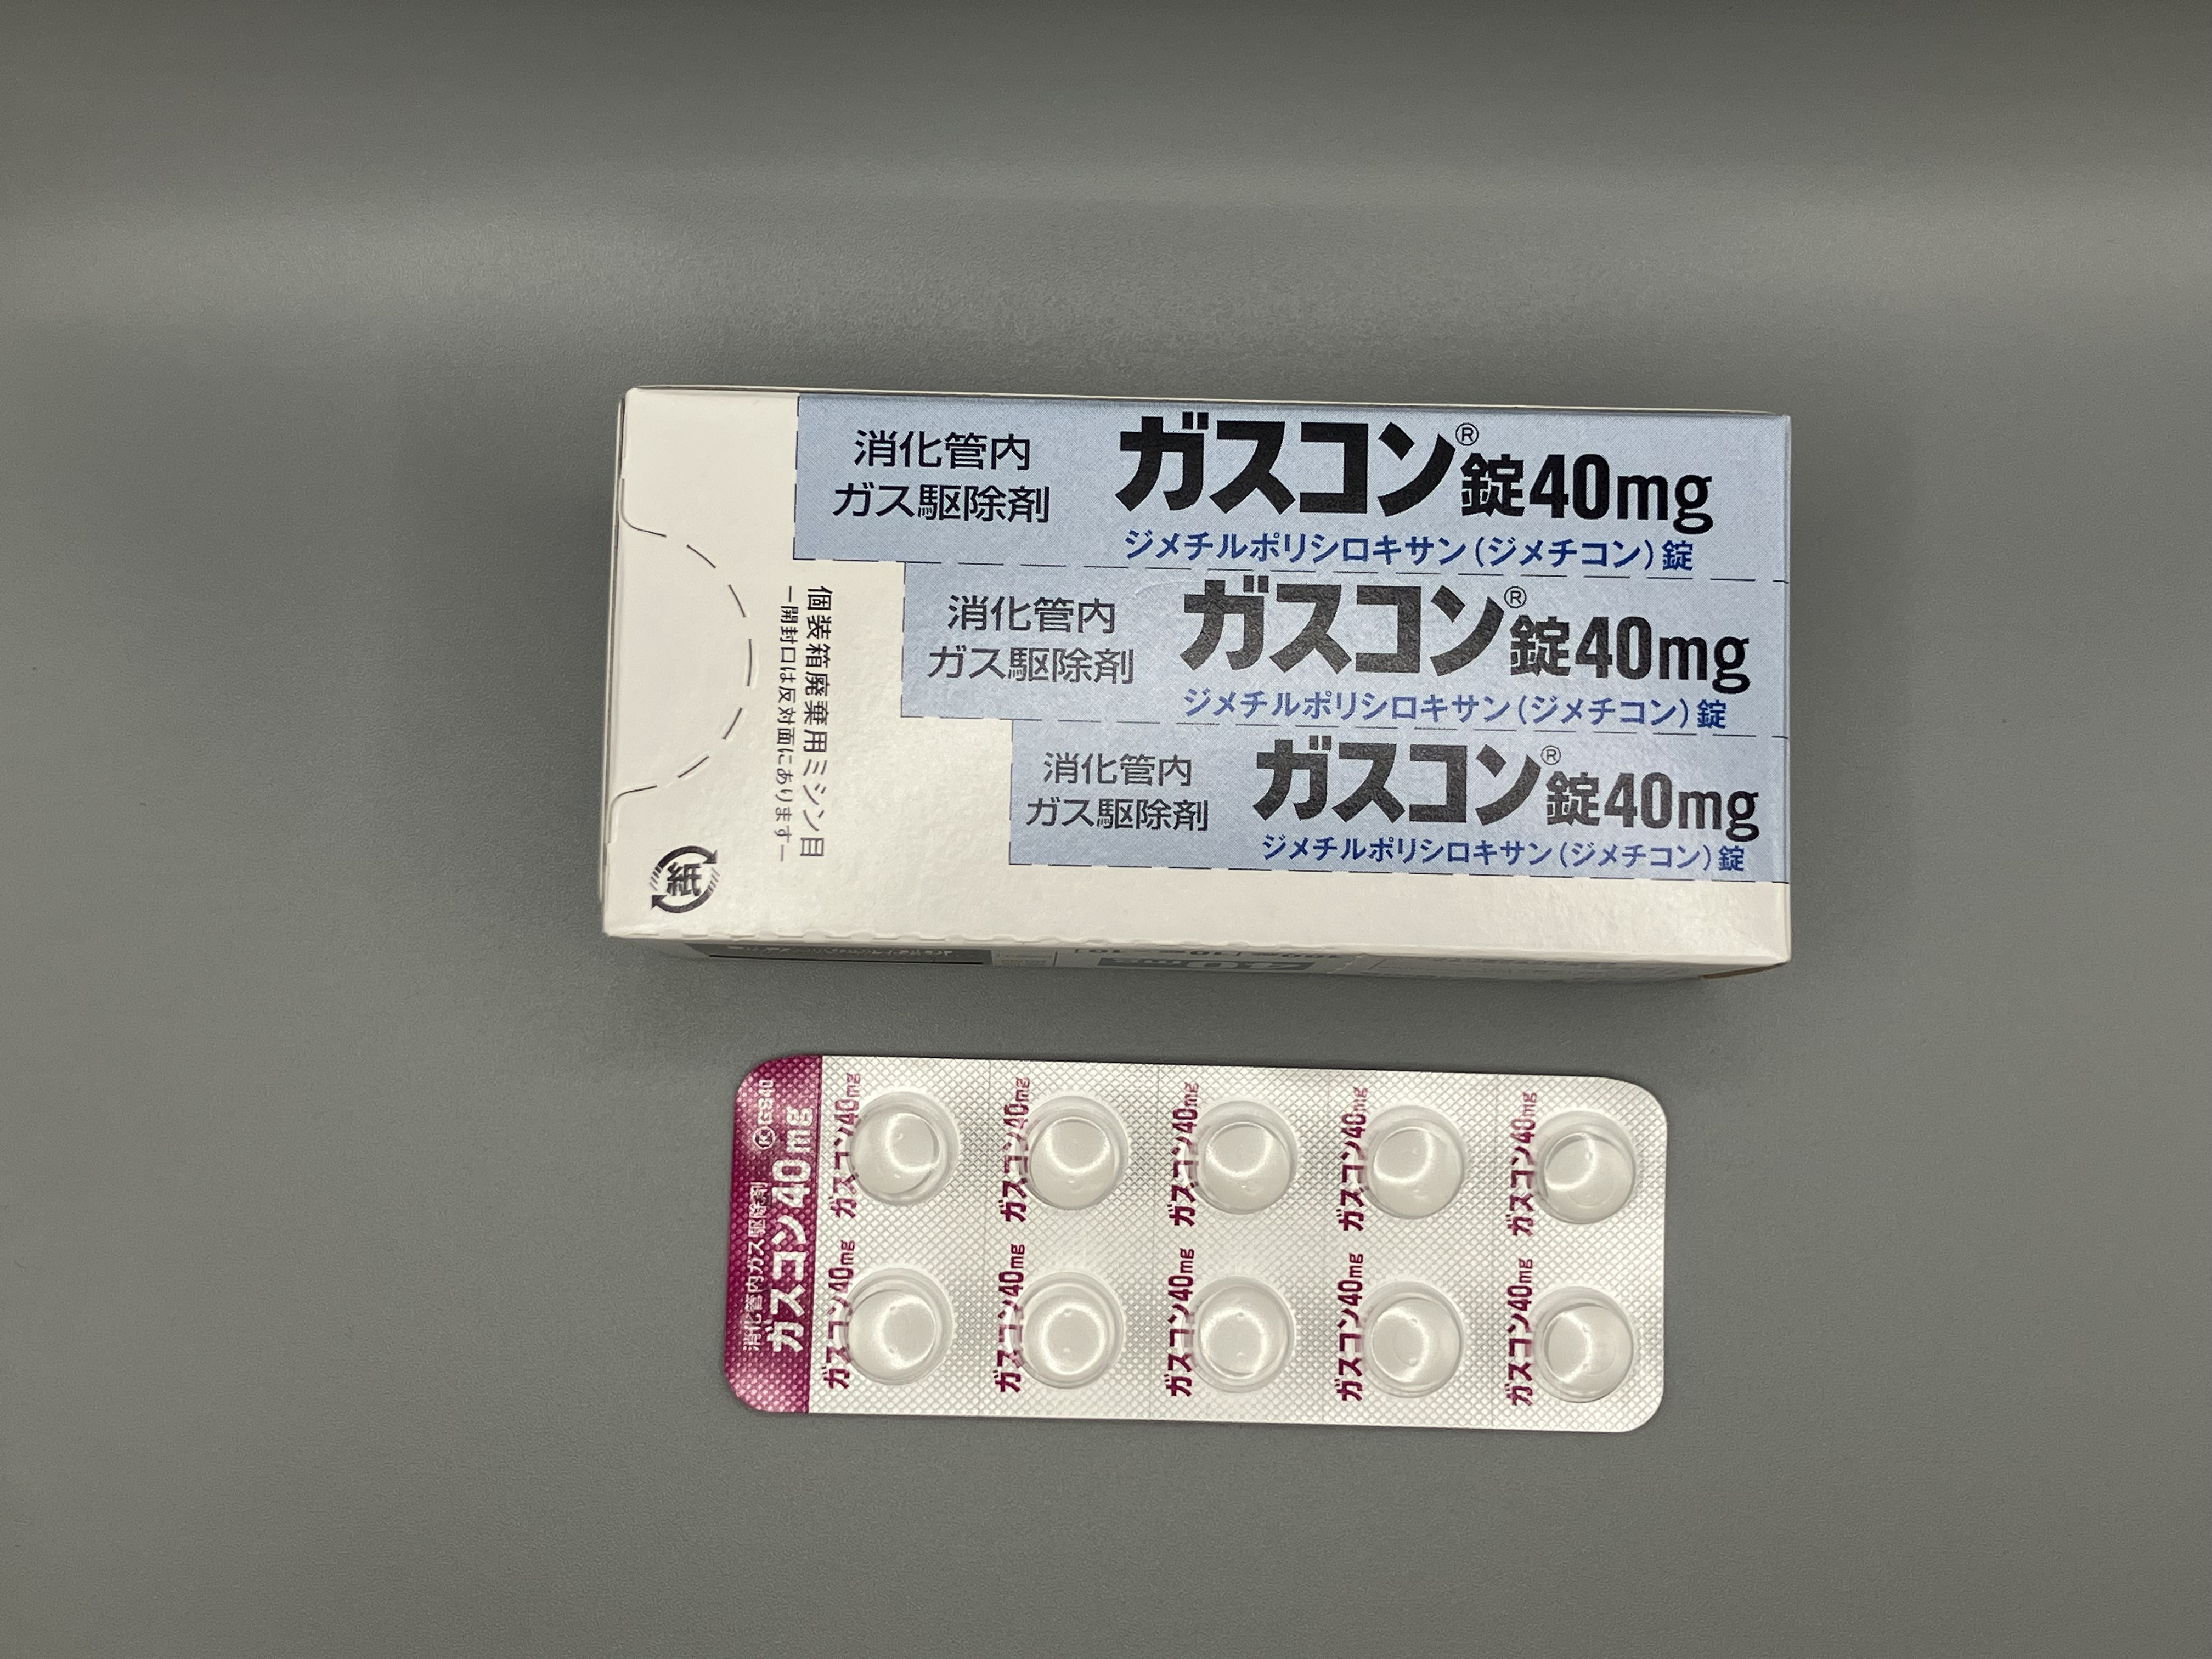 消化管内
ガス駆除剤
ガスコン®錠40mg
ジメチルポリシロキサン（ジメチコン）錠
消化管内
ガス駆除剤
ガスコン®錠40mg
ジメチルポリシロキサン（ジメチコン）錠
消化管内
ガス駆除剤
ガスコン®錠40mg
ジメチルポリシロキサン（ジメチコン）錠
個装箱廃棄用ミシン目
ー開封口は反対面にありますー
紙
消化管内ガス駆除剤 Ⓚ GS40
ガスコン40mg
ガスコン40mg
ガスコン40mg
ガスコン40mg
ガスコン40mg
ガスコン40mg
ガスコン40mg
ガスコン40mg
ガスコン40mg
ガスコン40mg
ガスコン40mg